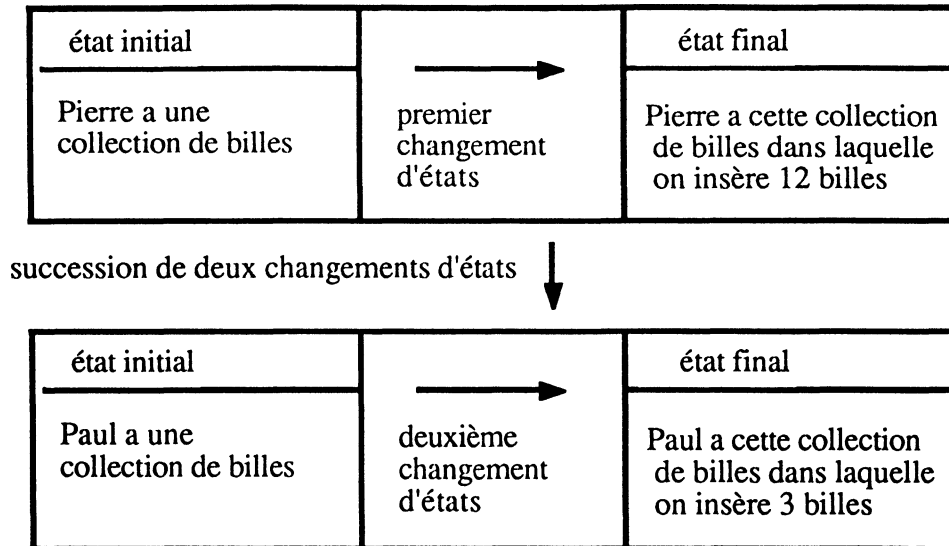 état initial
état final
Pierre a une
collection de billes
premier
changement
d'états
Pierre a cette collection
de billes dans laquelle
on insère 12 billes
succession de deux changements d'états
état initial
état final
Paul a une
collection de billes
deuxième
changement
d'états
Paul a cette collection
de billes dans laquelle
on insère 3 billes